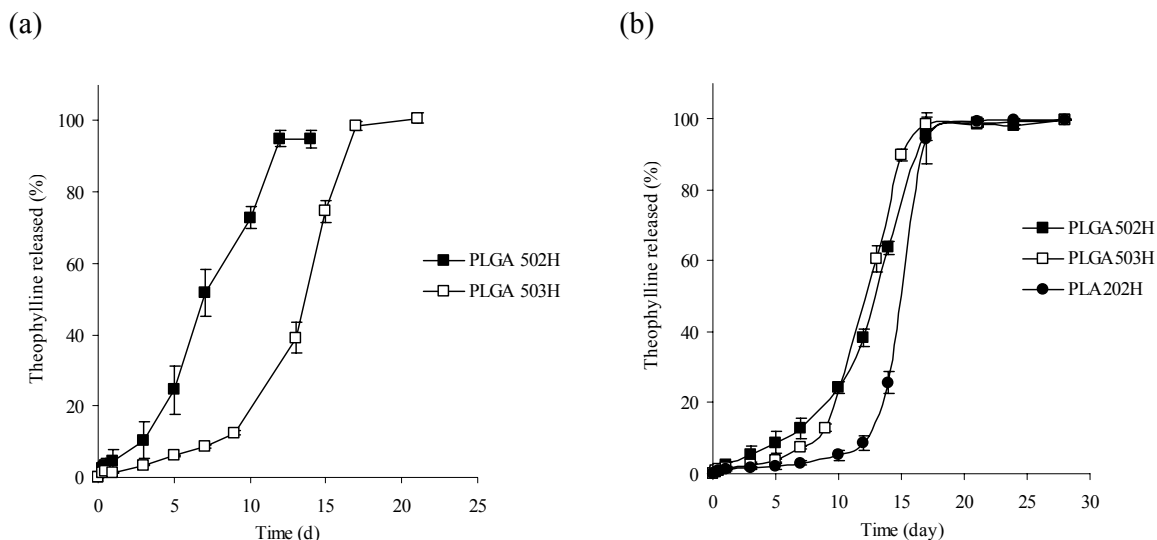 (a)
(b)
Theophylline released (%)
100
80
60
40
20
0
0 5 10 15 20 25
Time (d)
PLGA 502H
PLGA 503H
Theophylline released (%)
100
80
60
40
20
0
0 5 10 15 20 25 30
Time (day)
PLGA502H
PLGA503H
PLA202H